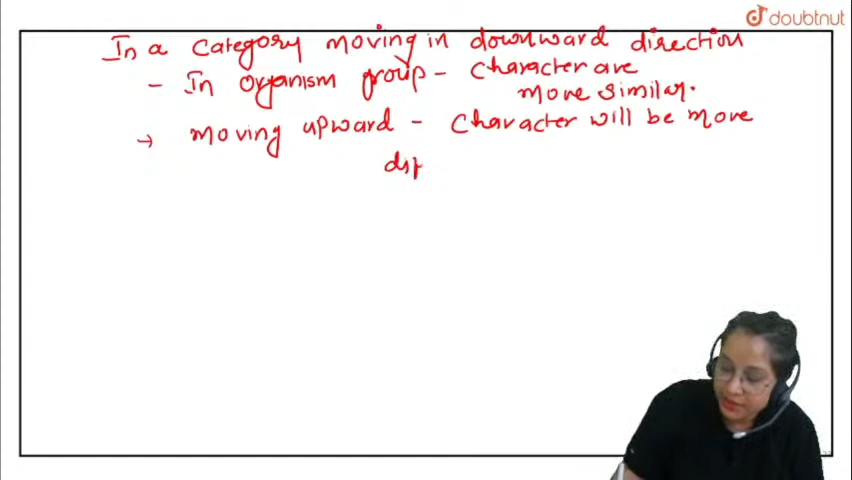 doubtnut
In a category moving in downward direction
- In organism group - character are
more similar.
→ moving upward - character will be more